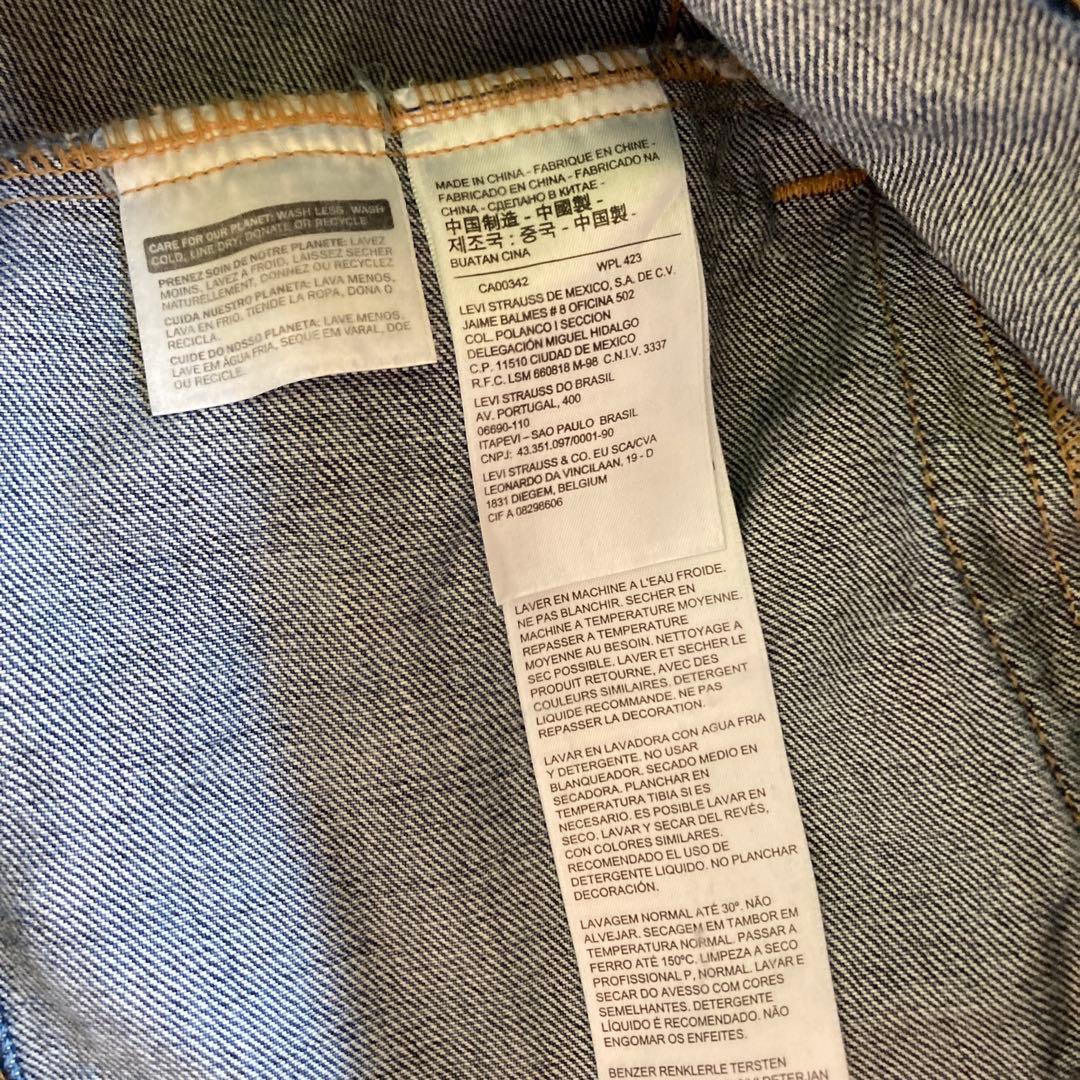 CARE FOR OUR PLANET: WASH LESS, WASH
COLD, LINE DRY, DONATE OR RECYCLE
PRENEZ SOIN DE NOTRE PLANETE: LAVEZ
MOINS, LAVEZ A FROID, LAISSEZ SECHER
NATURELLEMENT, DONNEZ OU RECYCLEZ
CUIDA NUESTRO PLANETA: LAVA MENOS,
LAVA EN FRIO, TIENDE LA ROPA, DONA O
RECICLA.
CUIDE DO NOSSO PLANETA: LAVE MENOS,
LAVE EM ÁGUA FRIA, SEQUE EM VARAL, DOE
OU RECICLE.
MADE IN CHINA - FABRIQUE EN CHINE -
FABRICADO EN CHINA - FABRICADO NA
CHINA - СДЕЛАНО В КИТАЕ -
中国制造 - 中國製 -
제조국 : 중국 - 中国製 -
BUATAN CINA
CA00342 WPL 423
LEVI STRAUSS DE MEXICO, S.A. DE C.V.
JAIME BALMES # 8 OFICINA 502
COL. POLANCO I SECCION
DELEGACIÓN MIGUEL HIDALGO
C.P. 11510 CIUDAD DE MEXICO
R.F.C. LSM 660818 M-98 C.N.I.V. 3337
LEVI STRAUSS DO BRASIL
AV. PORTUGAL, 400
06690-110
ITAPEVI – SAO PAULO BRASIL
CNPJ: 43.351.097/0001-90
LEVI STRAUSS & CO. EU SCA/CVA
LEONARDO DA VINCILAAN, 19 - D
1831 DIEGEM, BELGIUM
CIF A 08298606
LAVER EN MACHINE A L'EAU FROIDE.
NE PAS BLANCHIR. SECHER EN
MACHINE A TEMPERATURE MOYENNE.
REPASSER A TEMPERATURE
MOYENNE AU BESOIN. NETTOYAGE A
SEC POSSIBLE. LAVER ET SECHER LE
PRODUIT RETOURNE, AVEC DES
COULEURS SIMILAIRES. DETERGENT
LIQUIDE RECOMMANDE. NE PAS
REPASSER LA DECORATION.
LAVAR EN LAVADORA CON AGUA FRIA
Y DETERGENTE. NO USAR
BLANQUEADOR. SECADO MEDIO EN
SECADORA. PLANCHAR EN
TEMPERATURA TIBIA SI ES
NECESARIO. ES POSIBLE LAVAR EN
SECO. LAVAR Y SECAR DEL REVÉS,
CON COLORES SIMILARES.
RECOMENDADO EL USO DE
DETERGENTE LIQUIDO. NO PLANCHAR
DECORACIÓN.
LAVAGEM NORMAL ATÉ 30º. NÃO
ALVEJAR. SECAGEM EM TAMBOR EM
TEMPERATURA NORMAL. PASSAR A
FERRO ATÉ 150ºC. LIMPEZA A SECO
PROFISSIONAL P, NORMAL. LAVAR E
SECAR DO AVESSO COM CORES
SEMELHANTES. DETERGENTE
LÍQUIDO É RECOMENDADO. NÃO
ENGOMAR OS ENFEITES.
BENZER RENKLERLE TERSTEN
DETERJAN